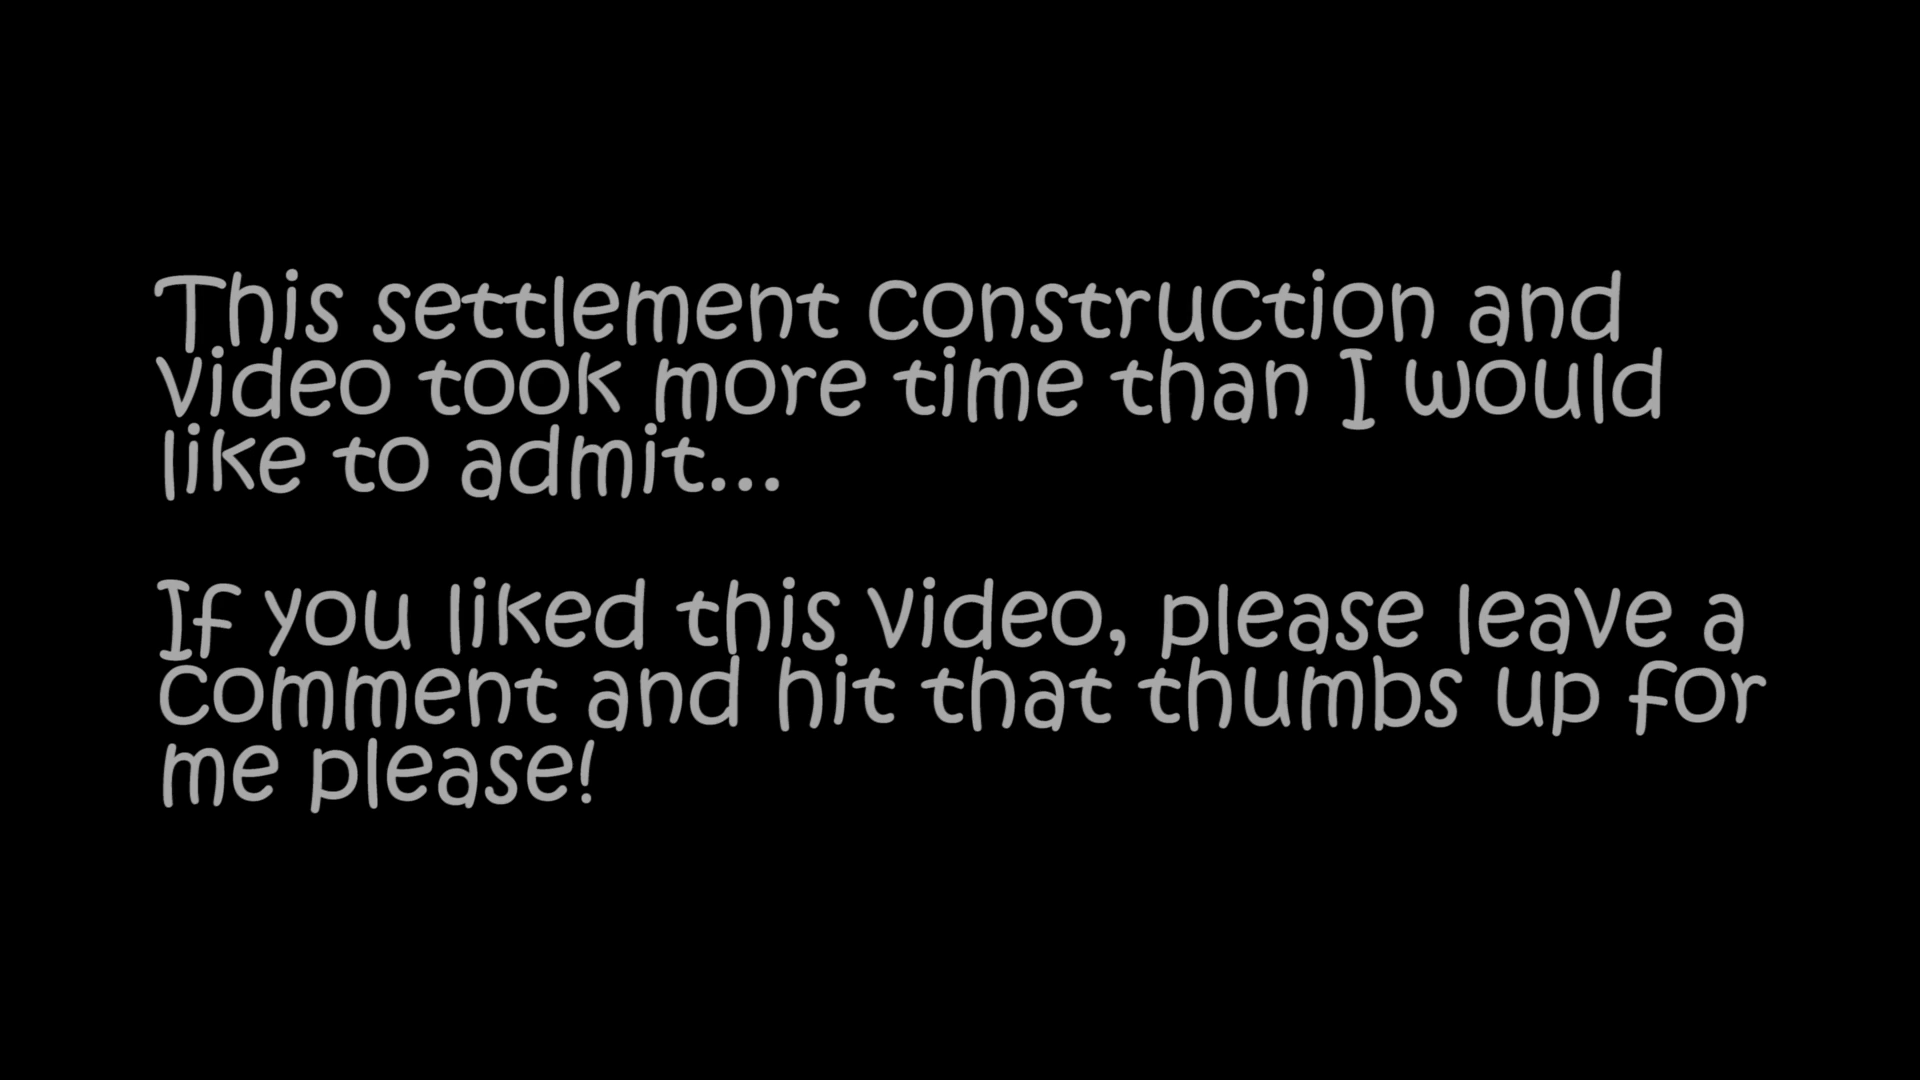 This settlement construction and
video took more time than I would
like to admit...
If you liked this video, please leave a
comment and hit that thumbs up for
me please!